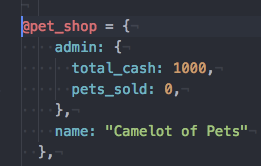 @pet_shop = {
admin: {
total_cash: 1000,
pets_sold: 0,
},
name: "Camelot of Pets"
},